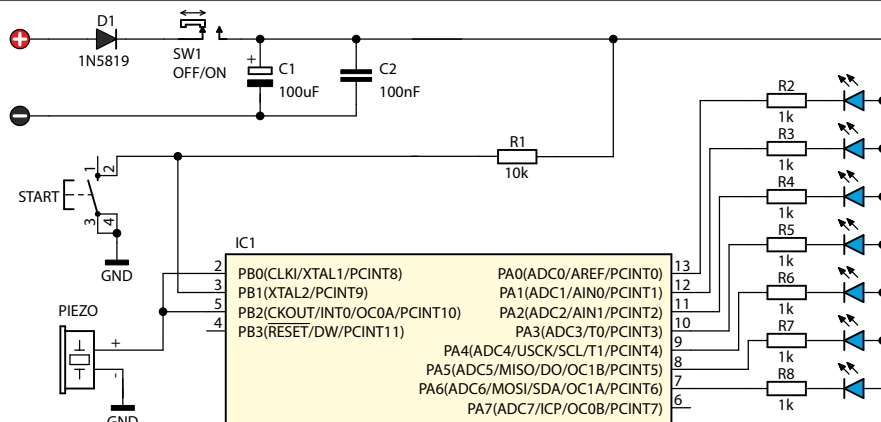 D1
1N5819
SW1
OFF/ON
+
C1
100uF
C2
100nF
R1
10k
R2
1k
R3
1k
R4
1k
R5
1k
R6
1k
R7
1k
R8
1k
START
1
2
3
4
GND
PIEZO
+
-
GND
IC1
2 PB0(CLKI/XTAL1/PCINT8)
3 PB1(XTAL2/PCINT9)
5 PB2(CKOUT/INT0/OC0A/PCINT10)
4 PB3(RESET/DW/PCINT11)
PA0(ADC0/AREF/PCINT0) 13
PA1(ADC1/AIN0/PCINT1) 12
PA2(ADC2/AIN1/PCINT2) 11
PA3(ADC3/T0/PCINT3) 10
PA4(ADC4/USCK/SCL/T1/PCINT4) 9
PA5(ADC5/MISO/DO/OC1B/PCINT5) 8
PA6(ADC6/MOSI/SDA/OC1A/PCINT6) 7
PA7(ADC7/ICP/OC0B/PCINT7) 6